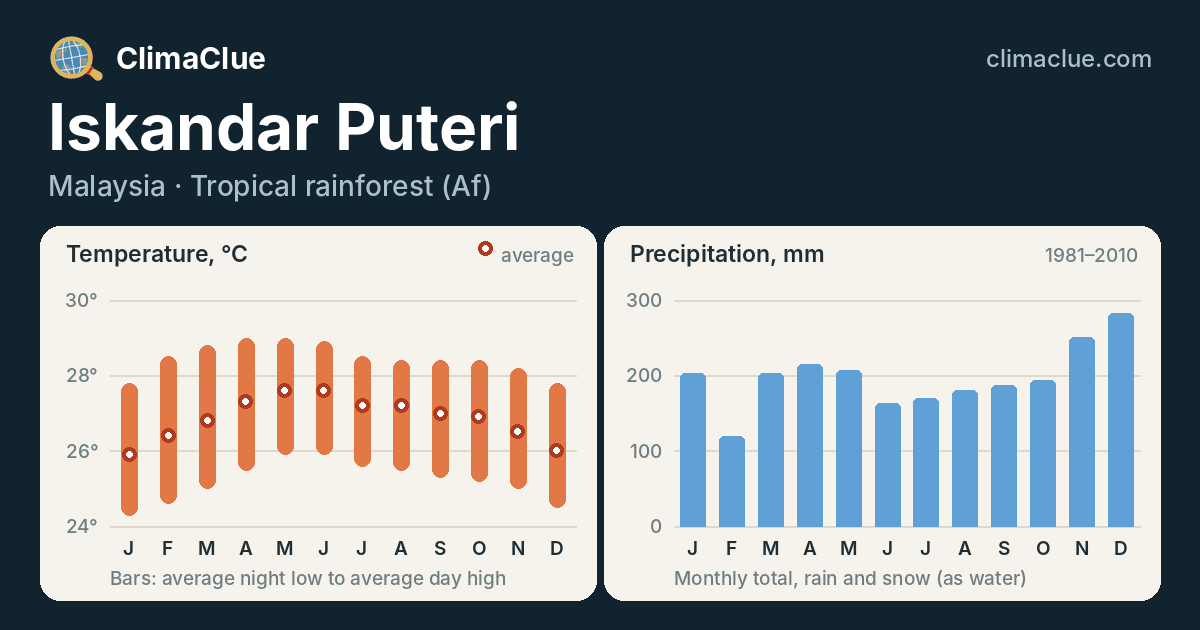 ClimaClue
climaclue.com
Iskandar Puteri
Malaysia · Tropical rainforest (Af)
Temperature, °C
average
30°
28°
26°
24°
J F M A M J J A S O N D
Bars: average night low to average day high
Precipitation, mm
1981–2010
300
200
100
0
J F M A M J J A S O N D
Monthly total, rain and snow (as water)